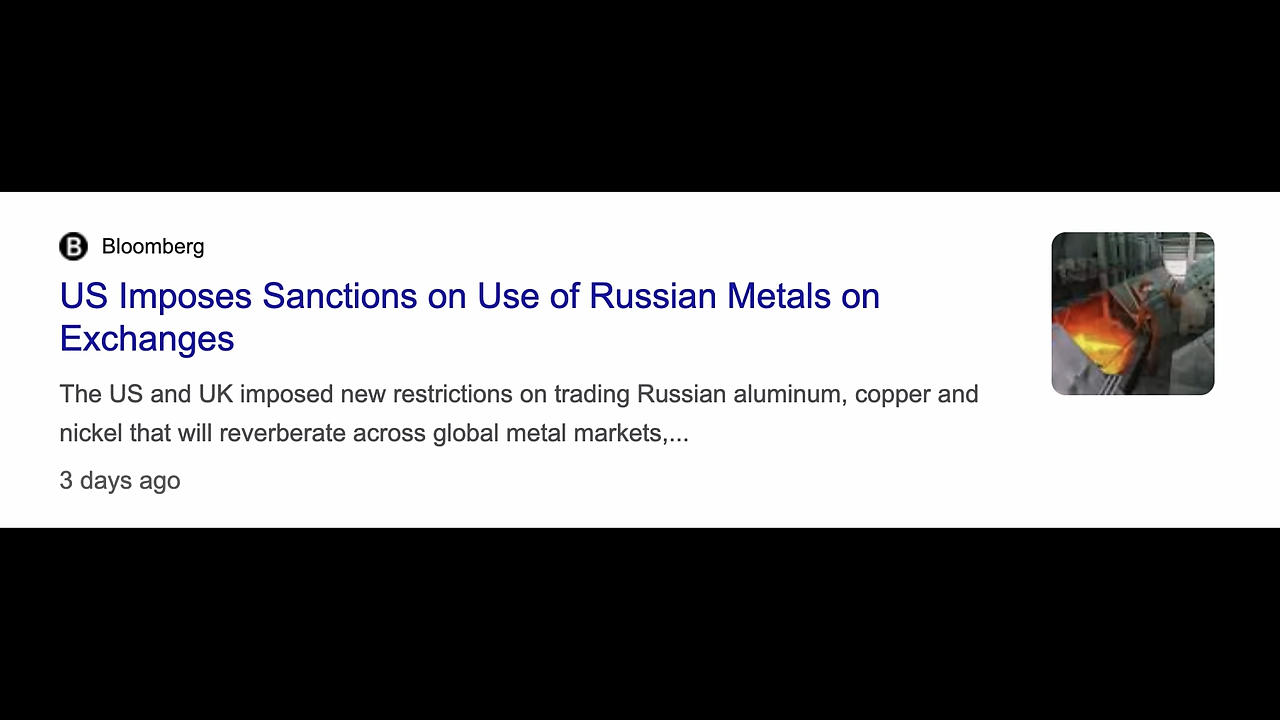 B Bloomberg
US Imposes Sanctions on Use of Russian Metals on
Exchanges
The US and UK imposed new restrictions on trading Russian aluminum, copper and
nickel that will reverberate across global metal markets,...
3 days ago